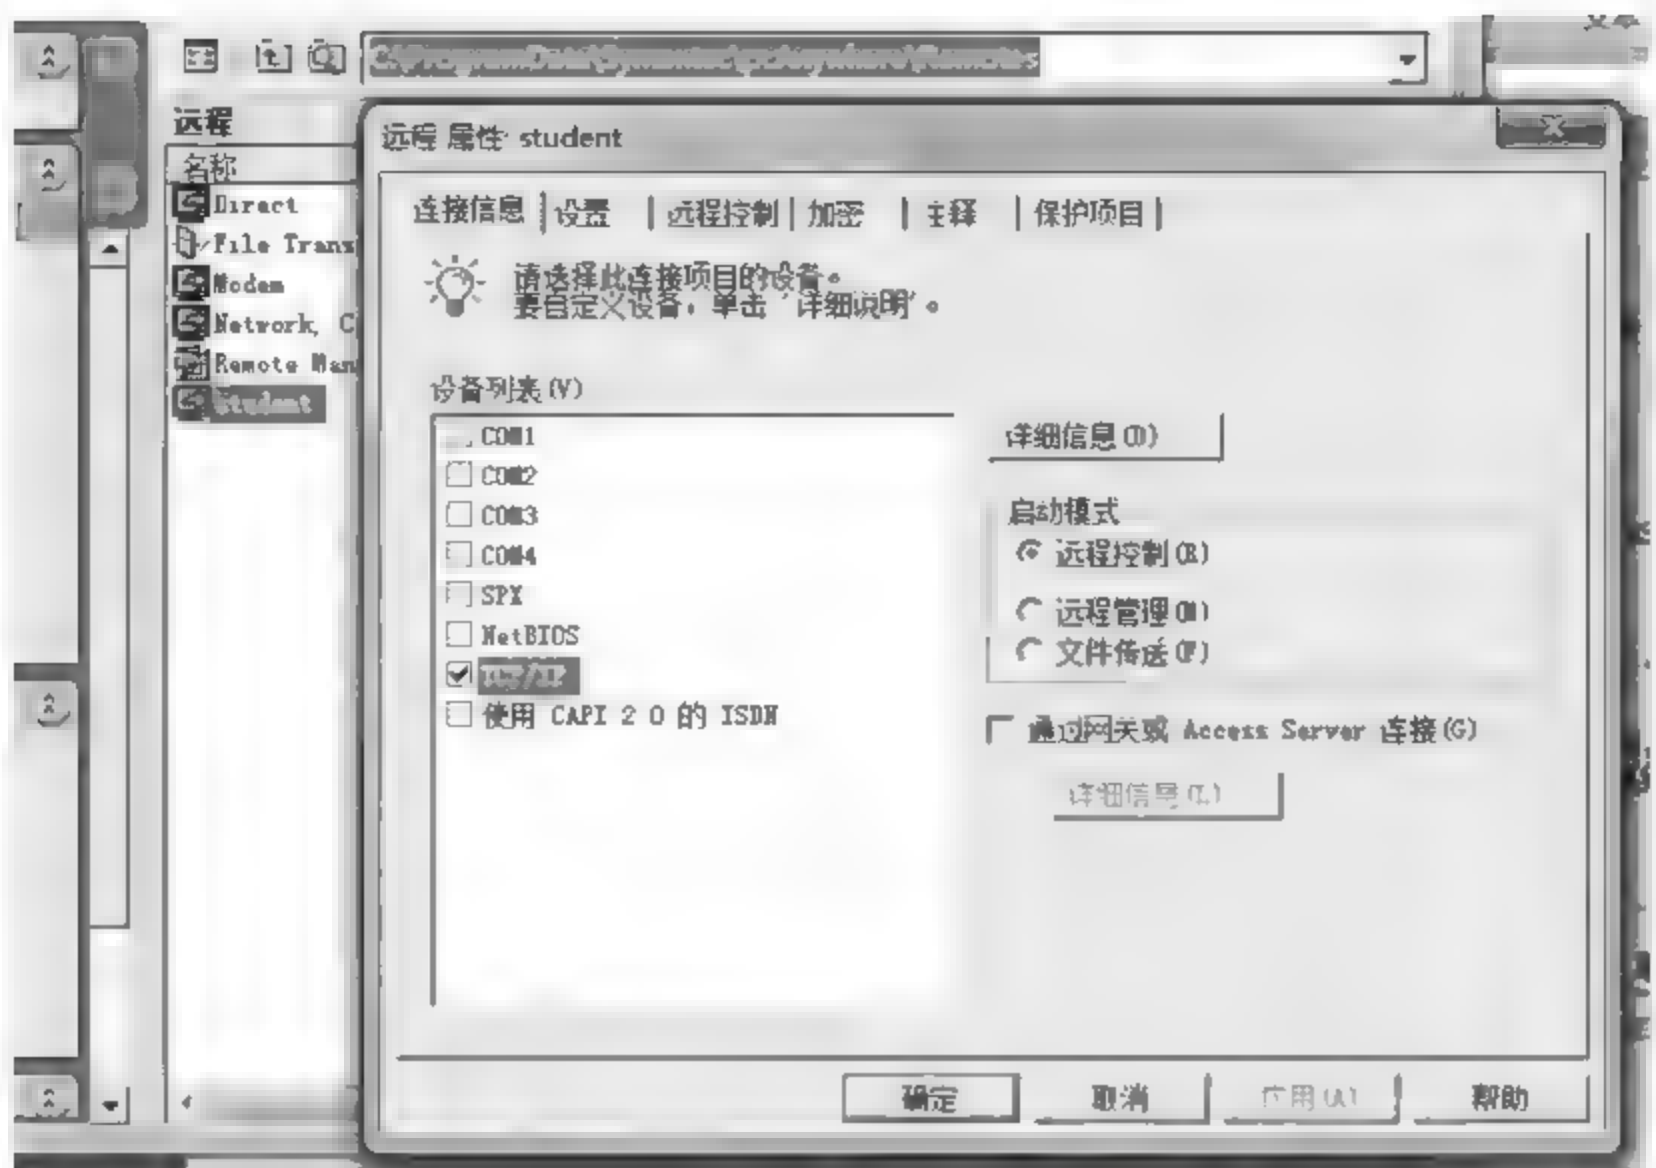 远程
名称
Direct
File Trans
Modem
Network, C
Remote Man
Student
远程 属性 student
连接信息 设置 远程控制 加密 注释 保护项目
请选择此连接项目的设备。
要自定义设备，单击“详细说明”。
设备列表(V)
COM1
COM2
COM3
COM4
SPX
NetBIOS
TCP/IP
使用 CAPI 2 0 的 ISDN
详细信息(D)
启动模式
远程控制(R)
远程管理(M)
文件传送(F)
通过网关或 Access Server 连接(G)
详细信息(L)
确定 取消 应用(A) 帮助